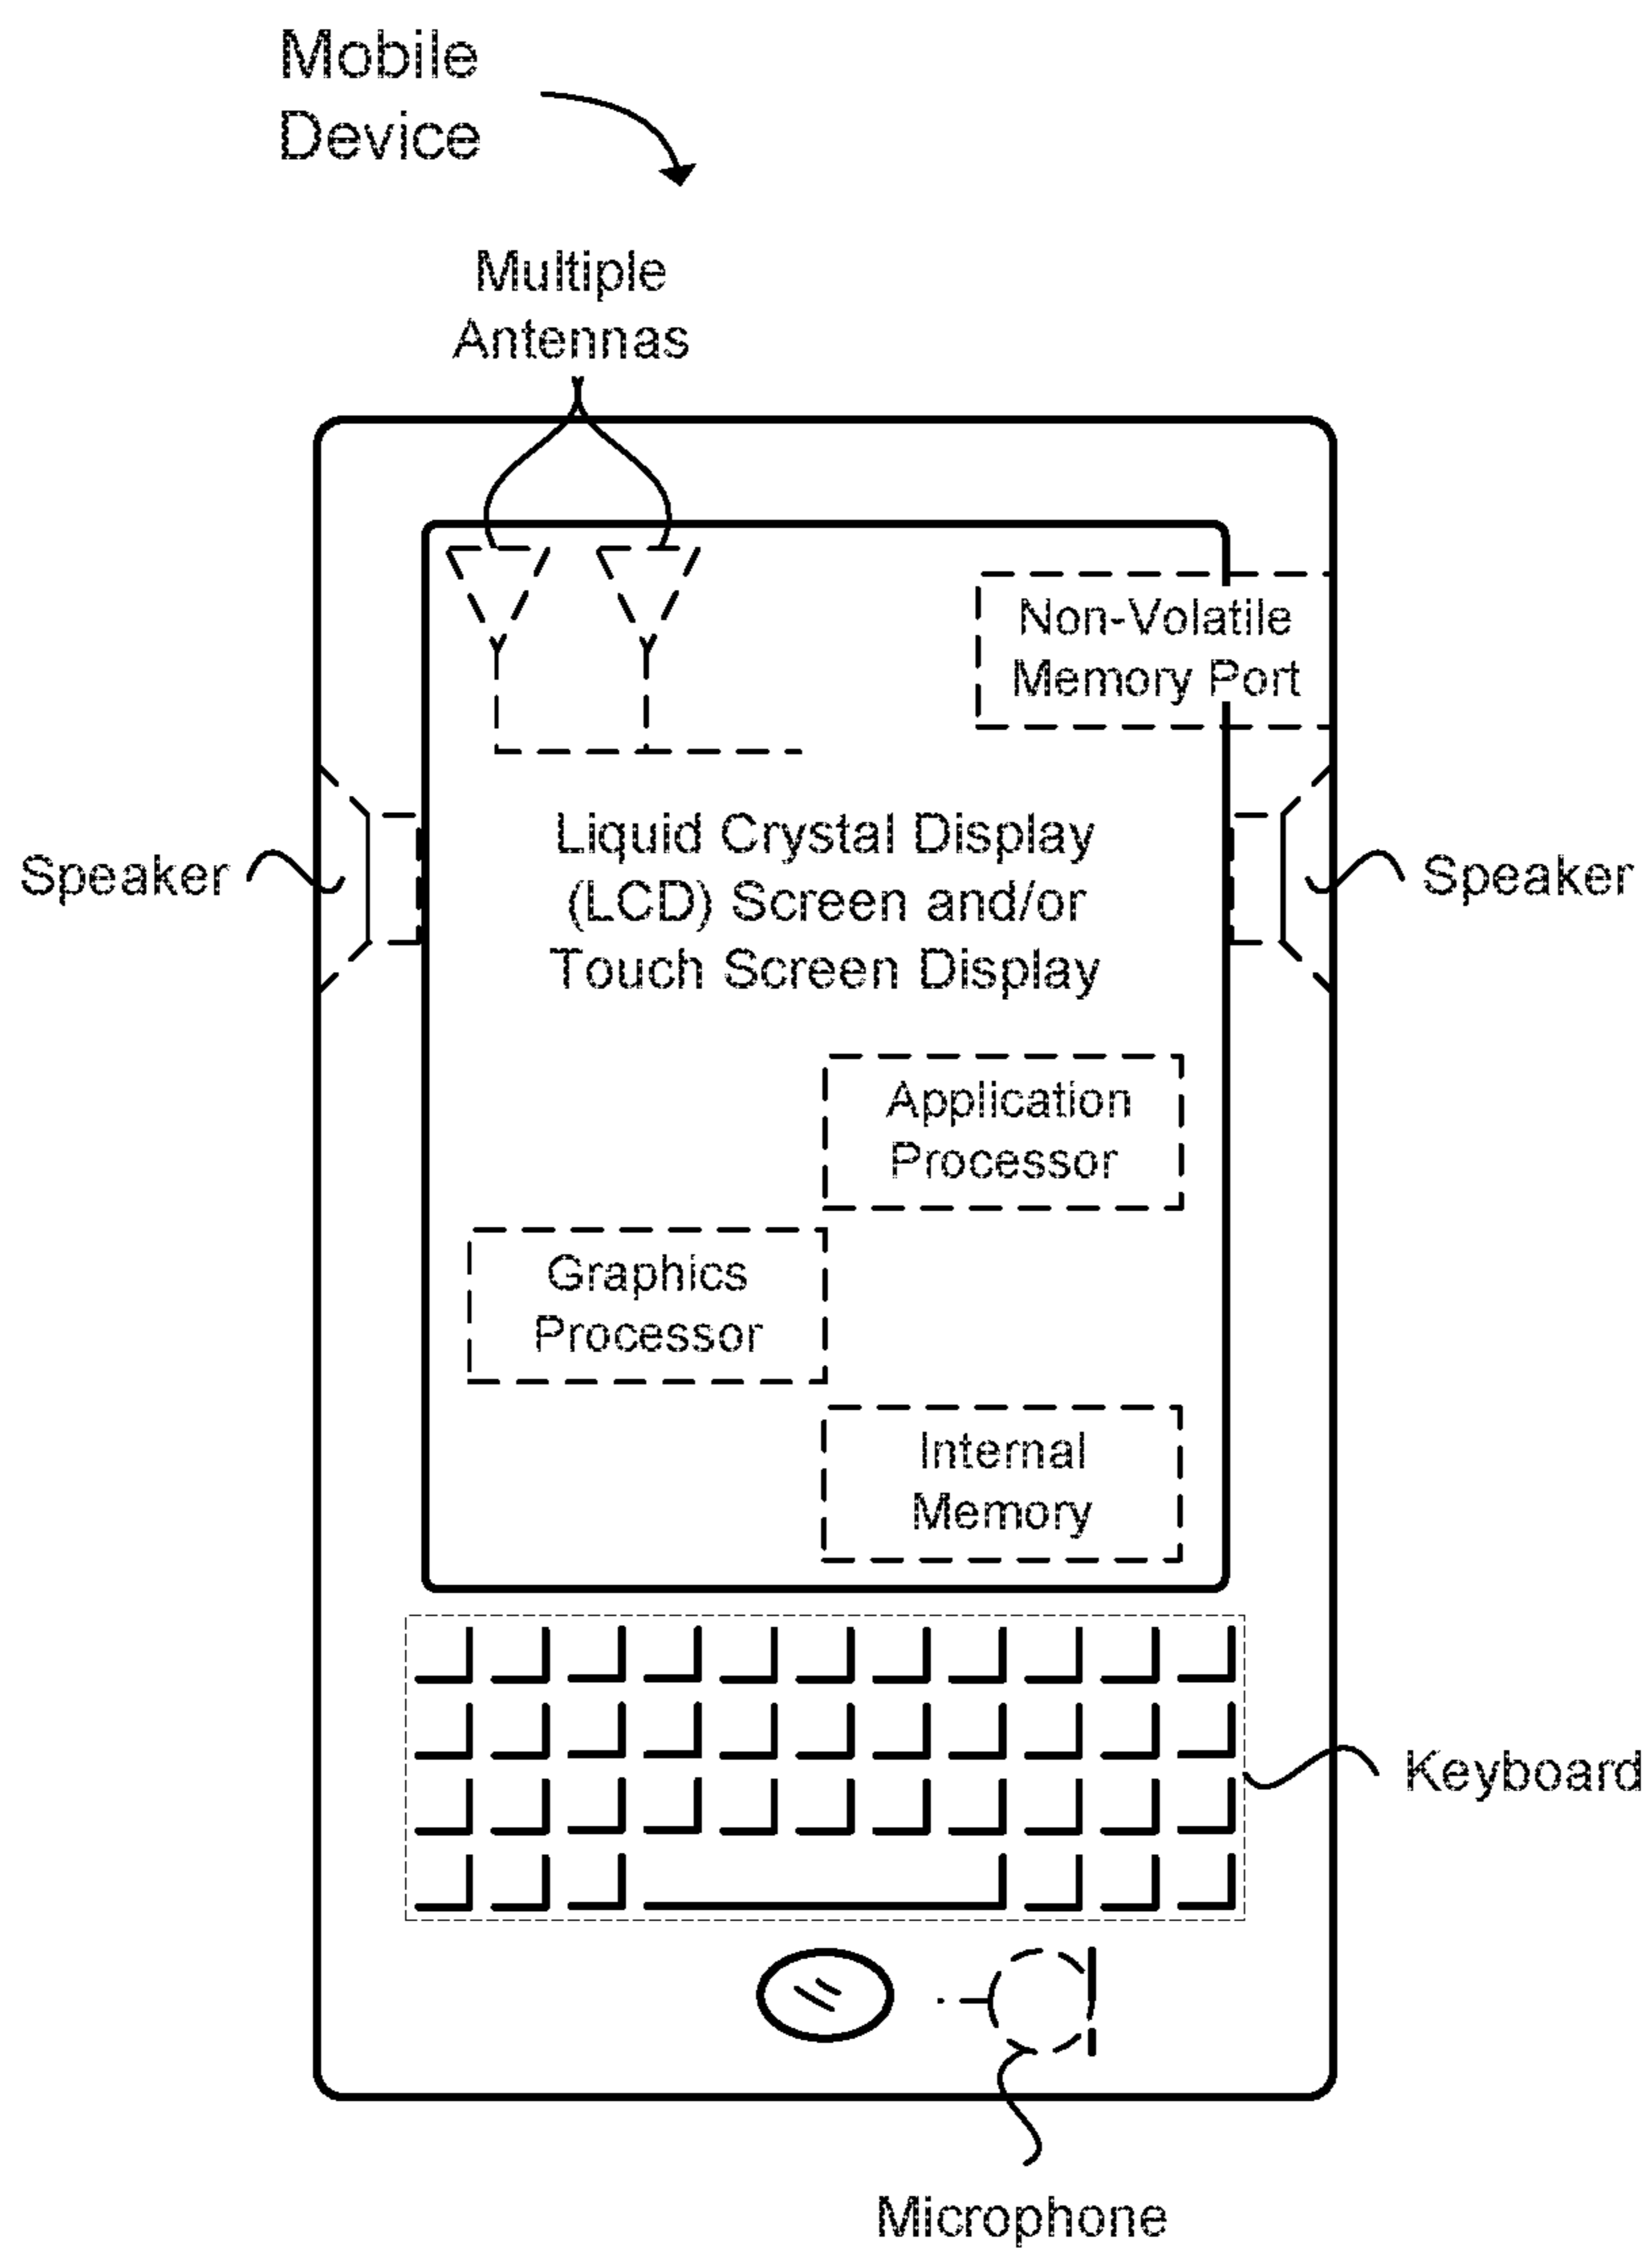 Mobile
Device
Multiple
Antennas
Non-Volatile
Memory Port
Liquid Crystal Display
(LCD) Screen and/or
Touch Screen Display
Speaker
Speaker
Application
Processor
Graphics
Processor
Internal
Memory
Keyboard
Microphone